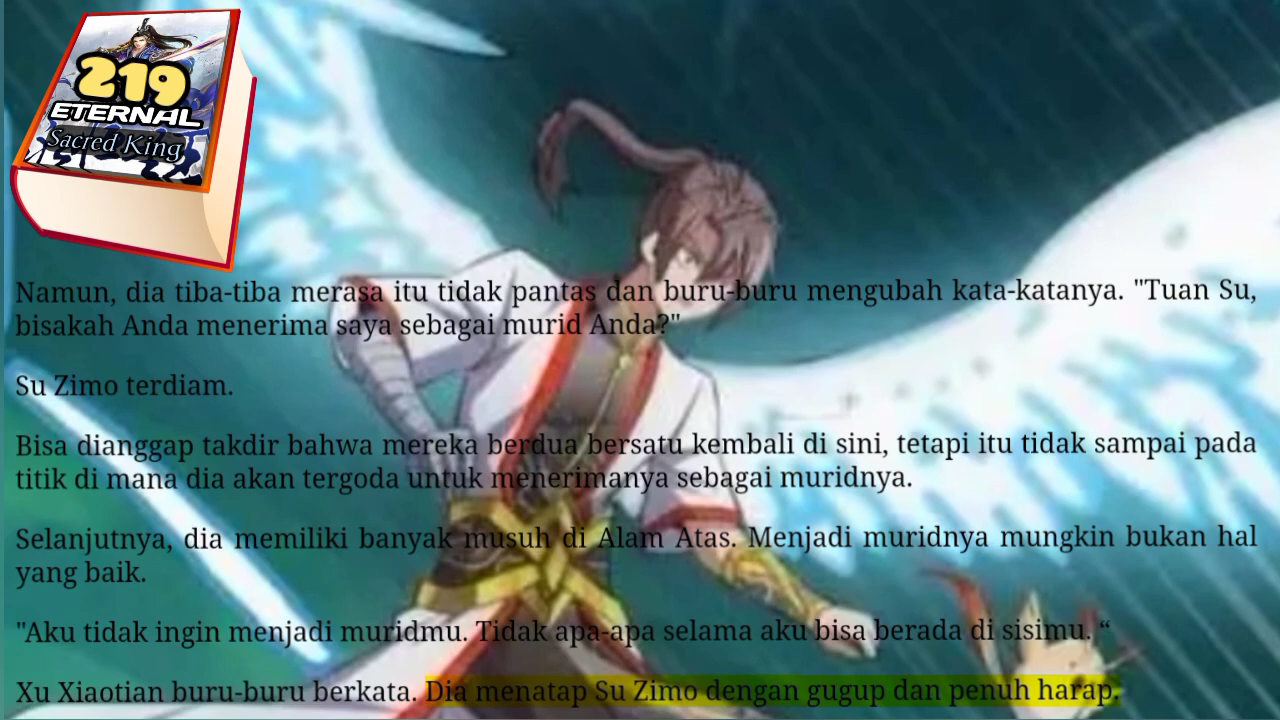 219
ETERNAL
Sacred King
Namun, dia tiba-tiba merasa itu tidak pantas dan buru-buru mengubah kata-katanya. "Tuan Su,
bisakah Anda menerima saya sebagai murid Anda?"
Su Zimo terdiam.
Bisa dianggap takdir bahwa mereka berdua bersatu kembali di sini, tetapi itu tidak sampai pada
titik di mana dia akan tergoda untuk menerimanya sebagai muridnya.
Selanjutnya, dia memiliki banyak musuh di Alam Atas. Menjadi muridnya mungkin bukan hal
yang baik.
"Aku tidak ingin menjadi muridmu. Tidak apa-apa selama aku bisa berada di sisimu. “
Xu Xiaotian buru-buru berkata. Dia menatap Su Zimo dengan gugup dan penuh harap.